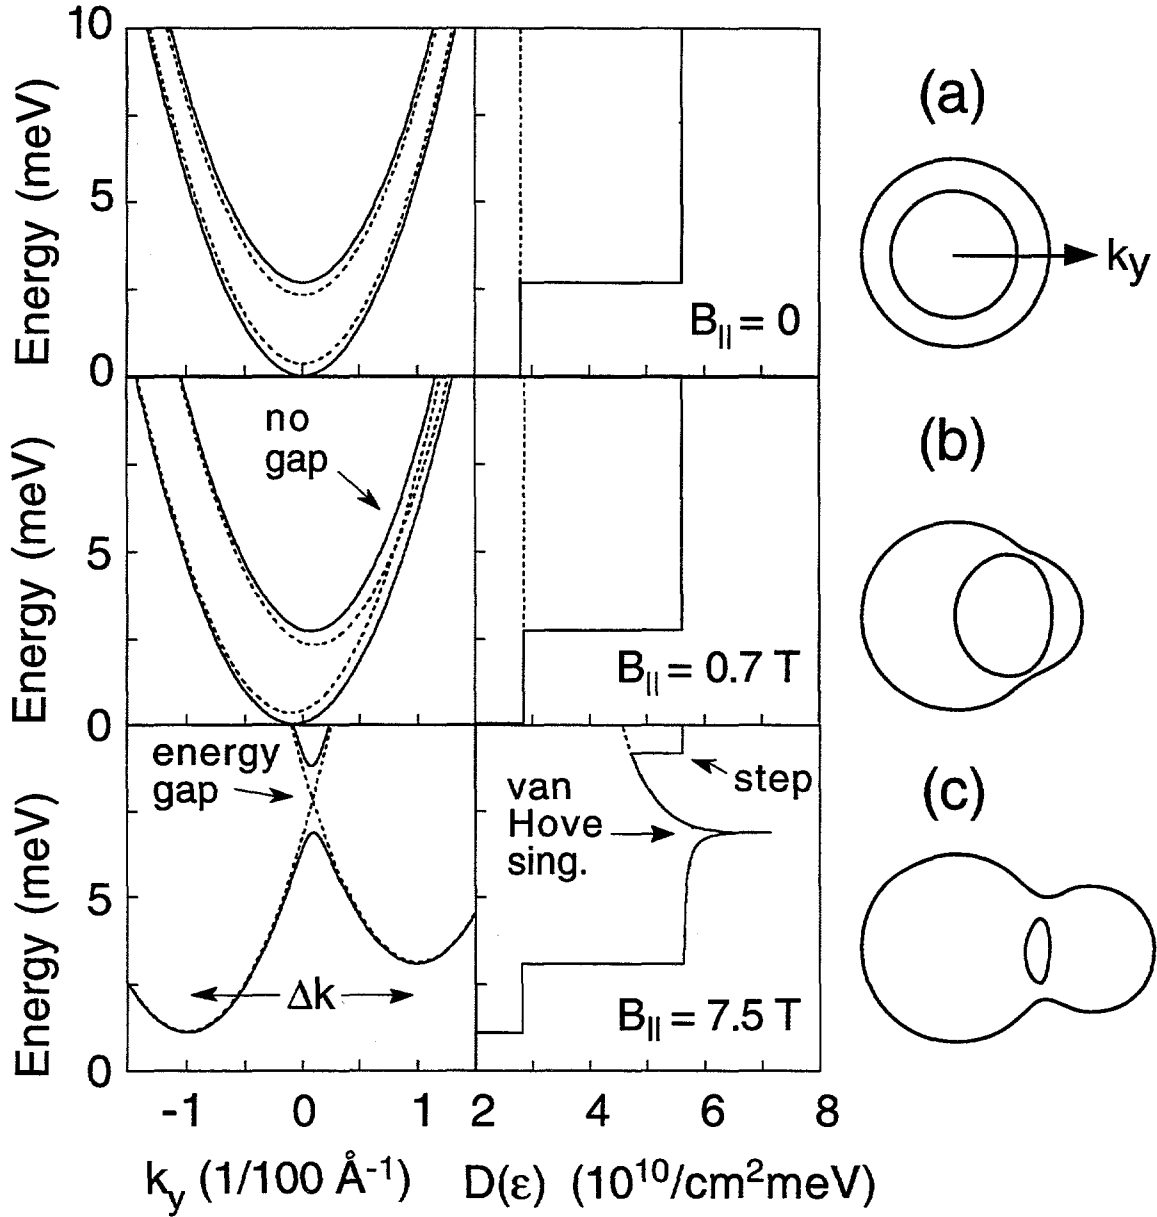 10
Energy (meV)
5
0
B|| = 0
(a)
ky
Energy (meV)
5
0
no
gap
B|| = 0.7 T
(b)
Energy (meV)
5
0
energy
gap
Δk
van
Hove
sing.
step
B|| = 7.5 T
(c)
-1 0 1 2 4 6 8
ky (1/100 Å-1) D(ε) (10^10/cm2meV)